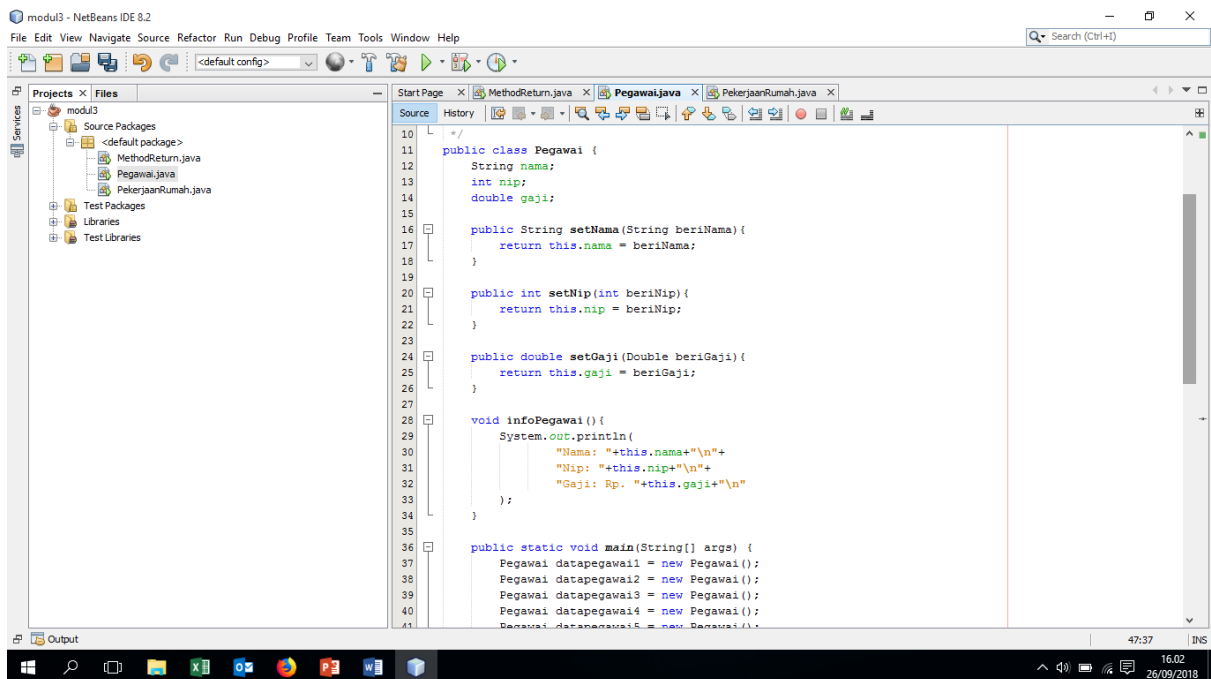 modul3 - NetBeans IDE 8.2
File Edit View Navigate Source Refactor Run Debug Profile Team Tools Window Help
Search (Ctrl+I)
<default config>
Projects × Files
Start Page × MethodReturn.java × Pegawai.java × PekerjaanRumah.java ×
Services
modul3
Source Packages
<default package>
MethodReturn.java
Pegawai.java
PekerjaanRumah.java
Test Packages
Libraries
Test Libraries
Source History
10 */
11 public class Pegawai {
12 String nama;
13 int nip;
14 double gaji;
15
16 public String setNama(String beriNama){
17 return this.nama = beriNama;
18 }
19
20 public int setNip(int beriNip){
21 return this.nip = beriNip;
22 }
23
24 public double setGaji(Double beriGaji){
25 return this.gaji = beriGaji;
26 }
27
28 void infoPegawai(){
29 System.out.println(
30 "Nama: "+this.nama+"\n"+
31 "Nip: "+this.nip+"\n"+
32 "Gaji: Rp. "+this.gaji+"\n"
33 );
34 }
35
36 public static void main(String[] args) {
37 Pegawai datapegawai1 = new Pegawai();
38 Pegawai datapegawai2 = new Pegawai();
39 Pegawai datapegawai3 = new Pegawai();
40 Pegawai datapegawai4 = new Pegawai();
41 Pegawai datapegawai5 = new Pegawai();
Output
47:37 INS
16.02
26/09/2018